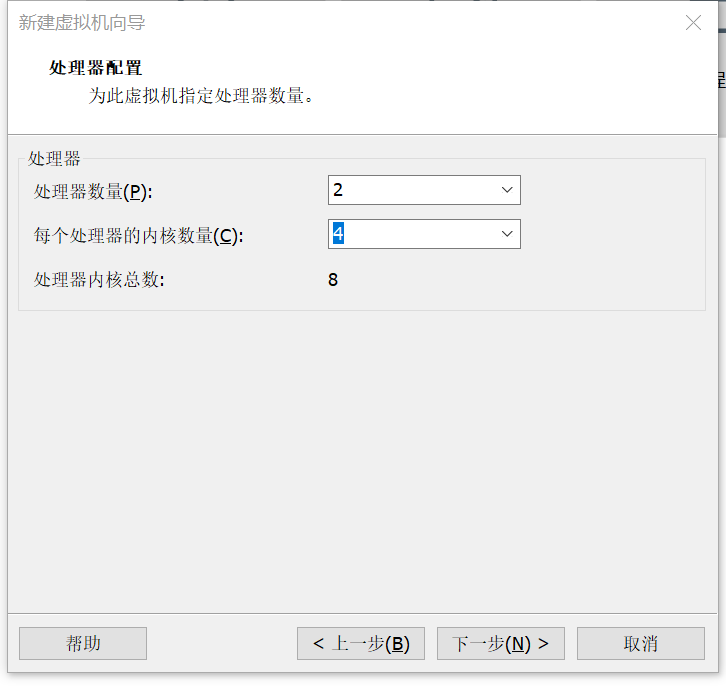 新建虚拟机向导
处理器配置
为此虚拟机指定处理器数量。
处理器
处理器数量(P): 2
每个处理器的内核数量(C): 4
处理器内核总数: 8
帮助 < 上一步(B) 下一步(N) > 取消